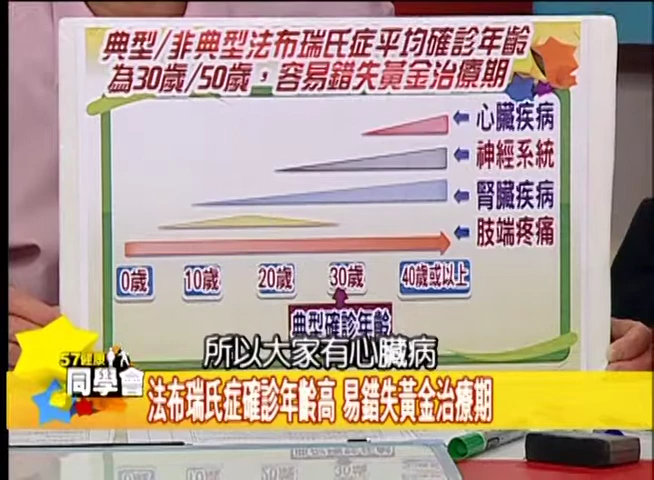 典型/非典型法布瑞氏症平均確診年齡
為30歲/50歲，容易錯失黃金治療期
心臟疾病
神經系統
腎臟疾病
肢端疼痛
0歲
10歲
20歲
30歲
40歲或以上
典型確診年齡
所以大家有心臟病
57健康
同學會
法布瑞氏症確診年齡高 易錯失黃金治療期